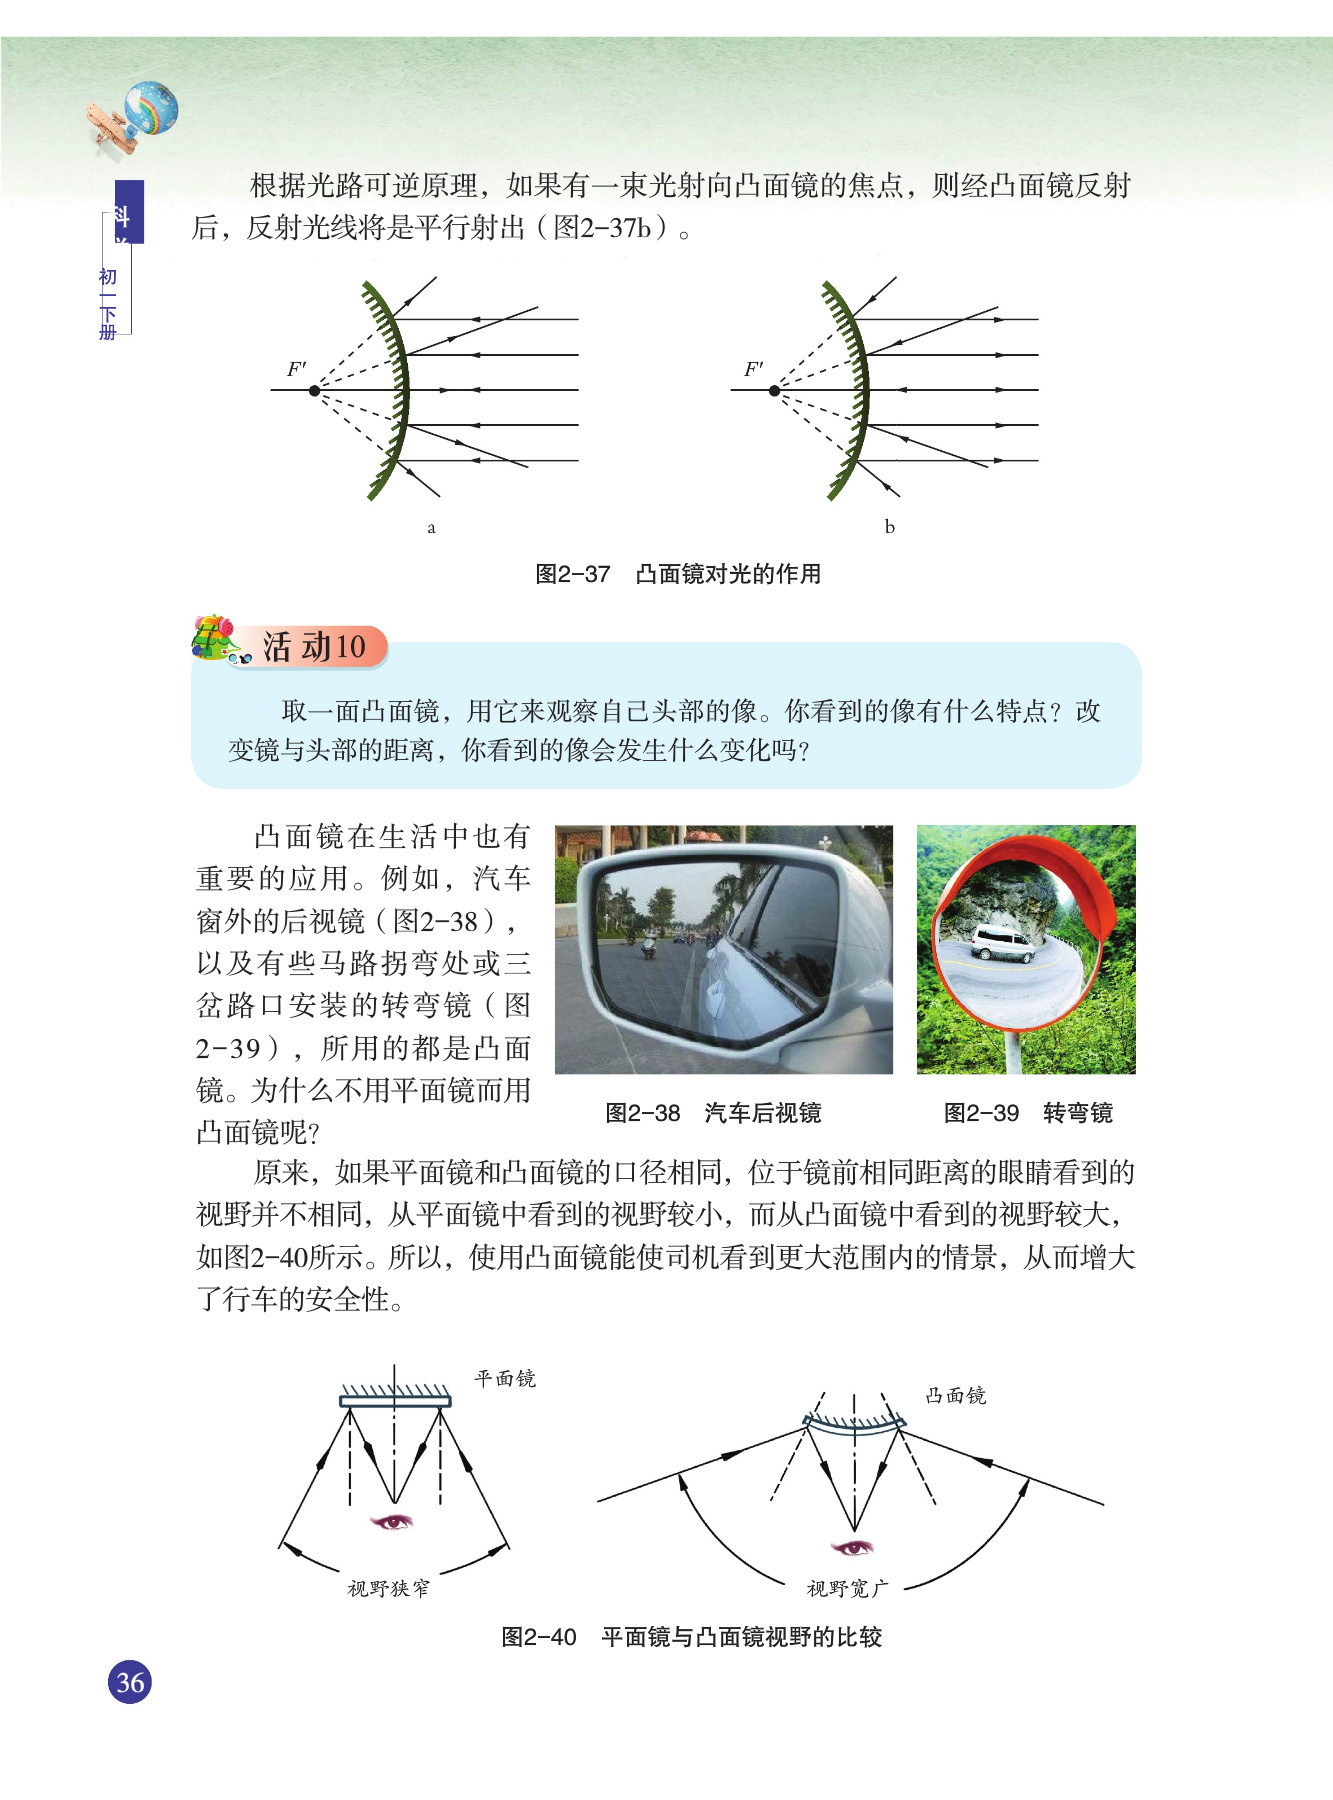 科
初一下册
根据光路可逆原理，如果有一束光射向凸面镜的焦点，则经凸面镜反射
后，反射光线将是平行射出（图2-37b）。
F′
F′
a
b
图2-37 凸面镜对光的作用
活动10
取一面凸面镜，用它来观察自己头部的像。你看到的像有什么特点？改
变镜与头部的距离，你看到的像会发生什么变化吗？
凸面镜在生活中也有
重要的应用。例如，汽车
窗外的后视镜（图2-38），
以及有些马路拐弯处或三
岔路口安装的转弯镜（图
2-39），所用的都是凸面
镜。为什么不用平面镜而用
凸面镜呢？
图2-38 汽车后视镜
图2-39 转弯镜
原来，如果平面镜和凸面镜的口径相同，位于镜前相同距离的眼睛看到的
视野并不相同，从平面镜中看到的视野较小，而从凸面镜中看到的视野较大，
如图2-40所示。所以，使用凸面镜能使司机看到更大范围内的情景，从而增大
了行车的安全性。
平面镜
凸面镜
视野狭窄
视野宽广
图2-40 平面镜与凸面镜视野的比较
36